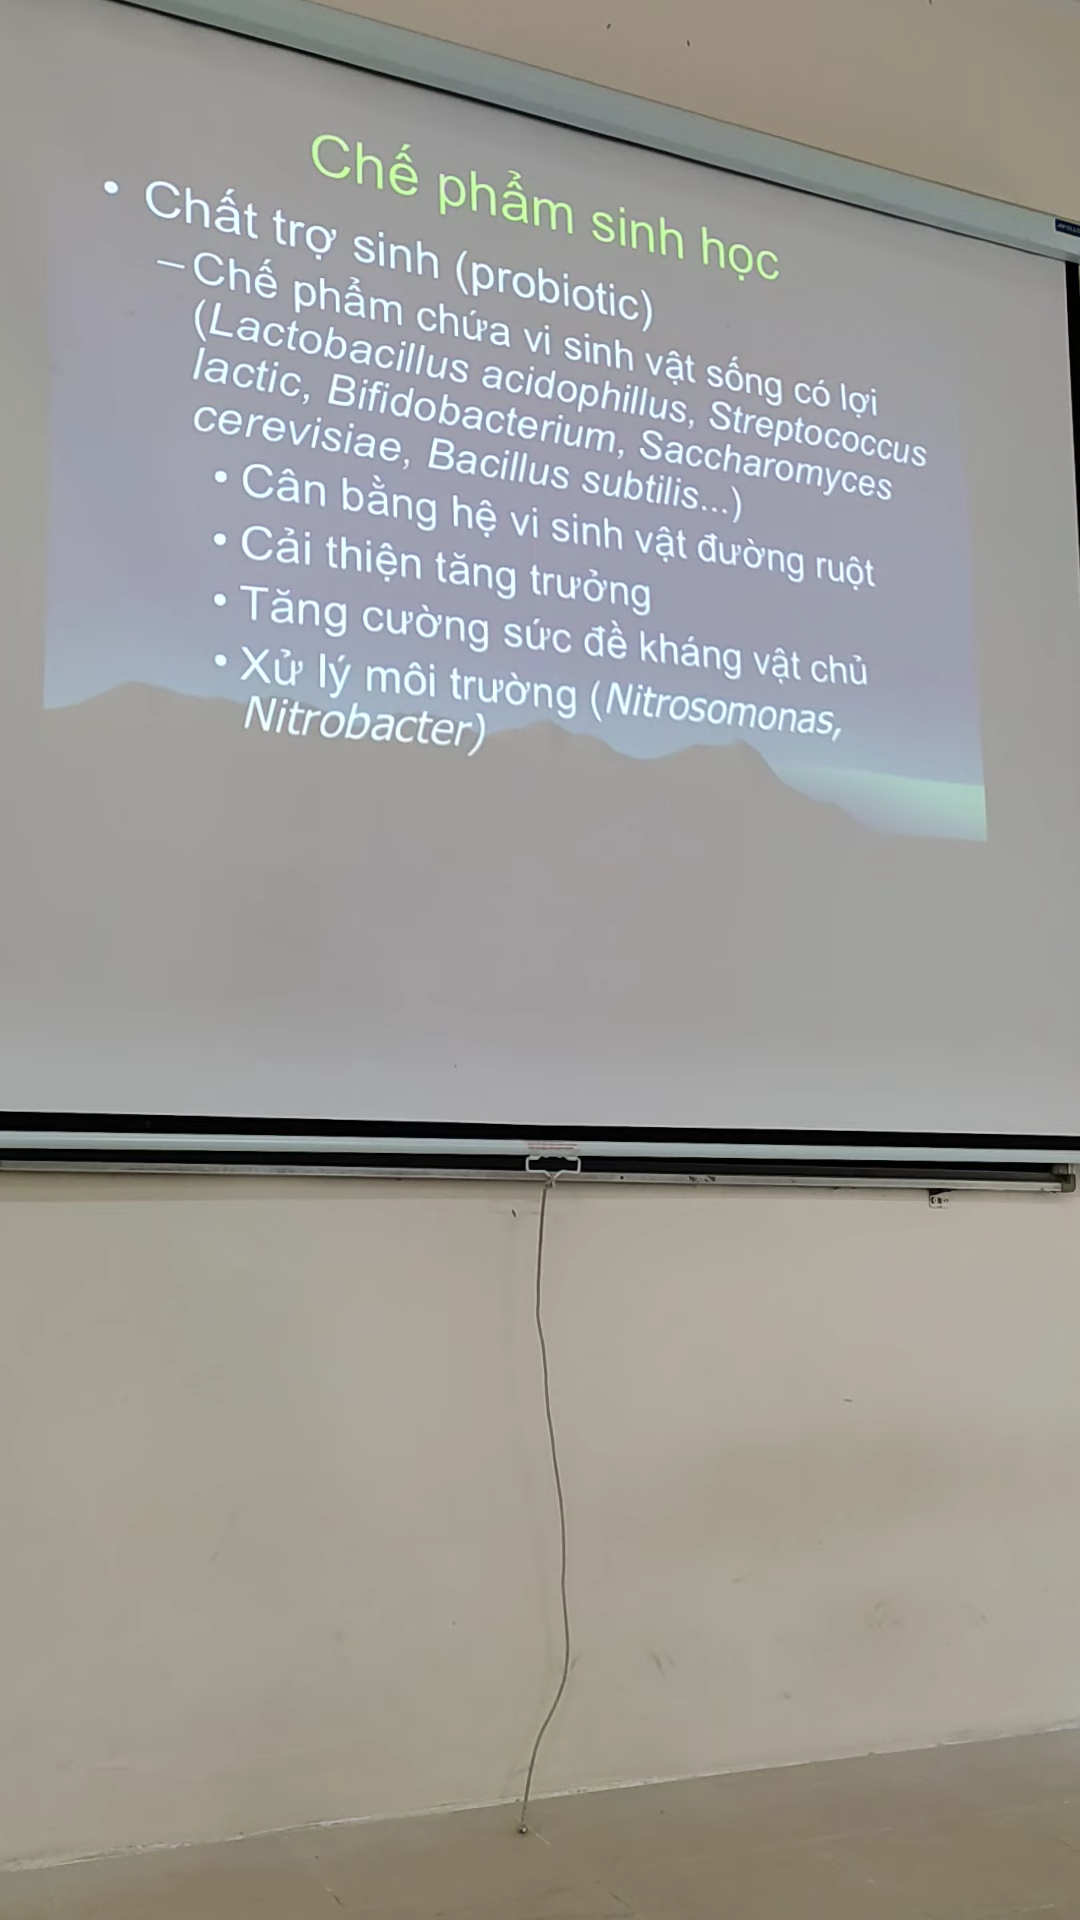 Chế phẩm sinh học
• Chất trợ sinh (probiotic)
– Chế phẩm chứa vi sinh vật sống có lợi
(Lactobacillus acidophillus, Streptococcus
lactic, Bifidobacterium, Saccharomyces
cerevisiae, Bacillus subtilis...)
• Cân bằng hệ vi sinh vật đường ruột
• Cải thiện tăng trưởng
• Tăng cường sức đề kháng vật chủ
• Xử lý môi trường (Nitrosomonas,
Nitrobacter)